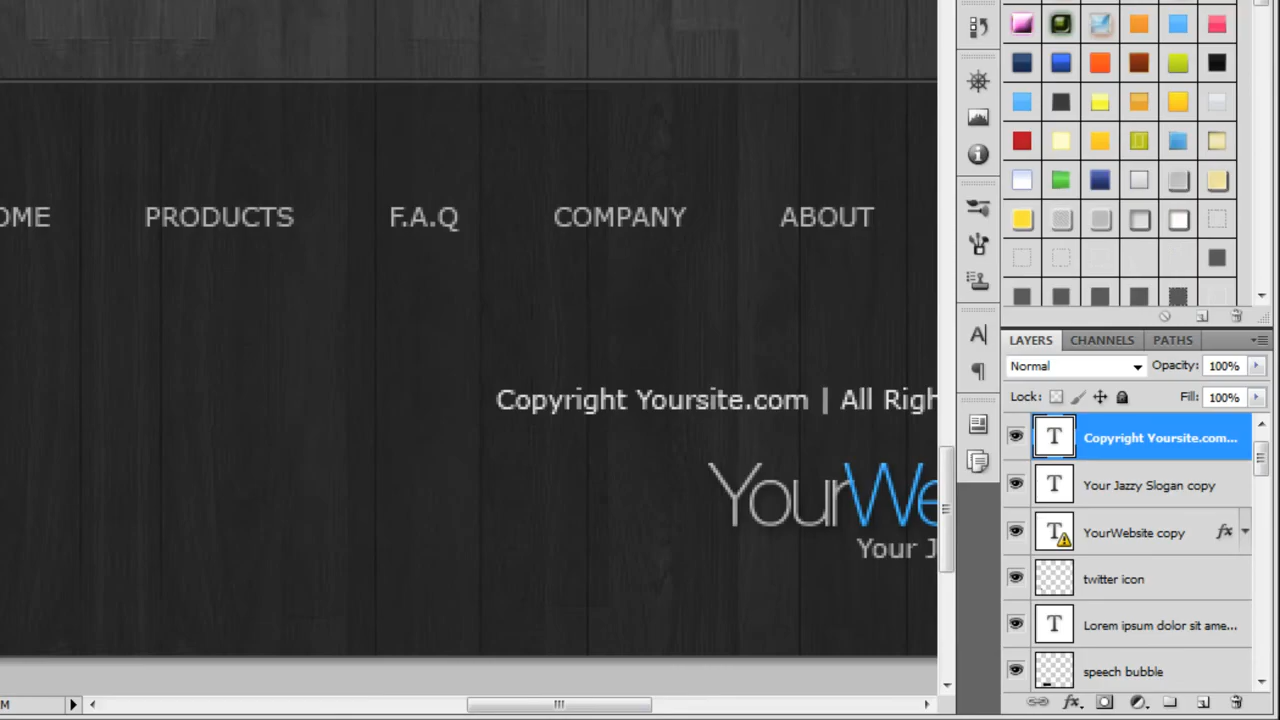 OME PRODUCTS F.A.Q COMPANY ABOUT
Copyright Yoursite.com | All Righ
YourWe
Your J
M
LAYERS CHANNELS PATHS
Normal Opacity: 100%
Lock: Fill: 100%
T Copyright Yoursite.com...
T Your Jazzy Slogan copy
T YourWebsite copy fx
twitter icon
T Lorem ipsum dolor sit ame...
speech bubble
fx